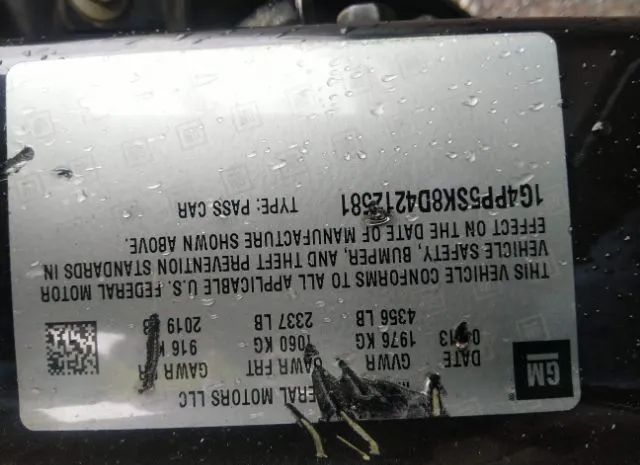 GM
MOTORS LLC
DATE GVWR GAWR FRT GAWR
1976 KG 1060 KG 916
4356 LB 2337 LB 2019 LB
THIS VEHICLE CONFORMS TO ALL APPLICABLE U.S. FEDERAL MOTOR
VEHICLE SAFETY, BUMPER, AND THEFT PREVENTION STANDARDS IN
EFFECT ON THE DATE OF MANUFACTURE SHOWN ABOVE.
1G4PP5SK8D4212581 TYPE: PASS CAR